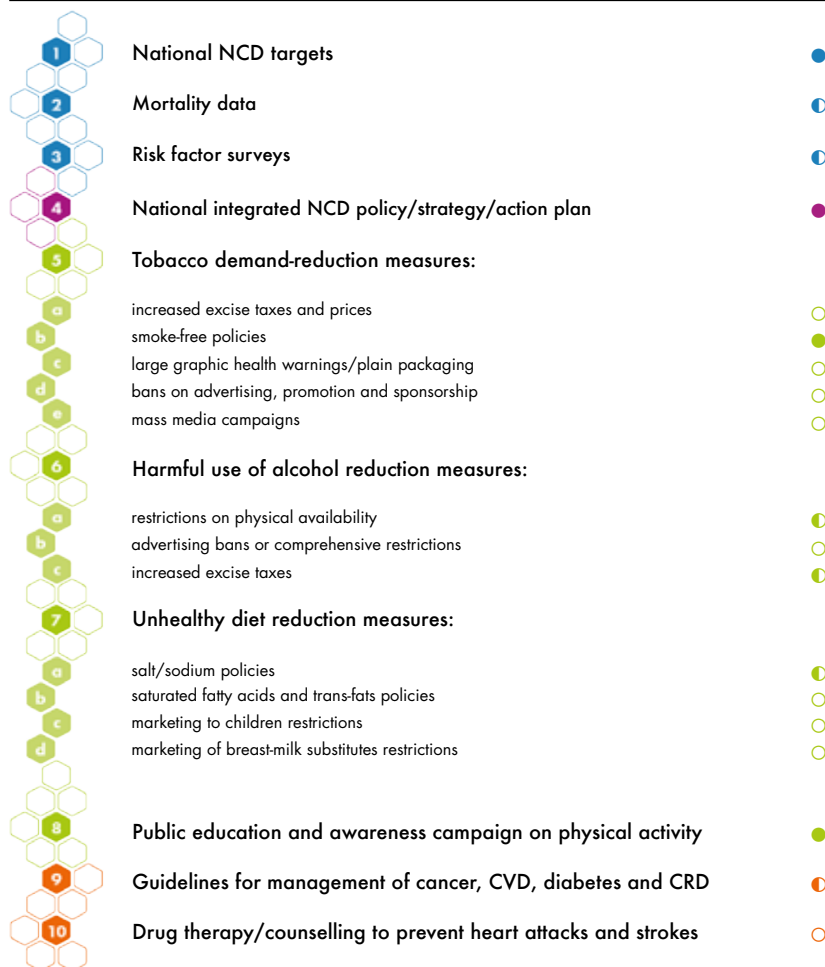 1 National NCD targets ●
2 Mortality data ◐
3 Risk factor surveys ◐
4 National integrated NCD policy/strategy/action plan ●
5 Tobacco demand-reduction measures:
a increased excise taxes and prices ○
b smoke-free policies ●
c large graphic health warnings/plain packaging ○
d bans on advertising, promotion and sponsorship ○
e mass media campaigns ○
6 Harmful use of alcohol reduction measures:
a restrictions on physical availability ◐
b advertising bans or comprehensive restrictions ○
c increased excise taxes ◐
7 Unhealthy diet reduction measures:
a salt/sodium policies ◐
b saturated fatty acids and trans-fats policies ○
c marketing to children restrictions ○
d marketing of breast-milk substitutes restrictions ○
8 Public education and awareness campaign on physical activity ●
9 Guidelines for management of cancer, CVD, diabetes and CRD ◐
10 Drug therapy/counselling to prevent heart attacks and strokes ○